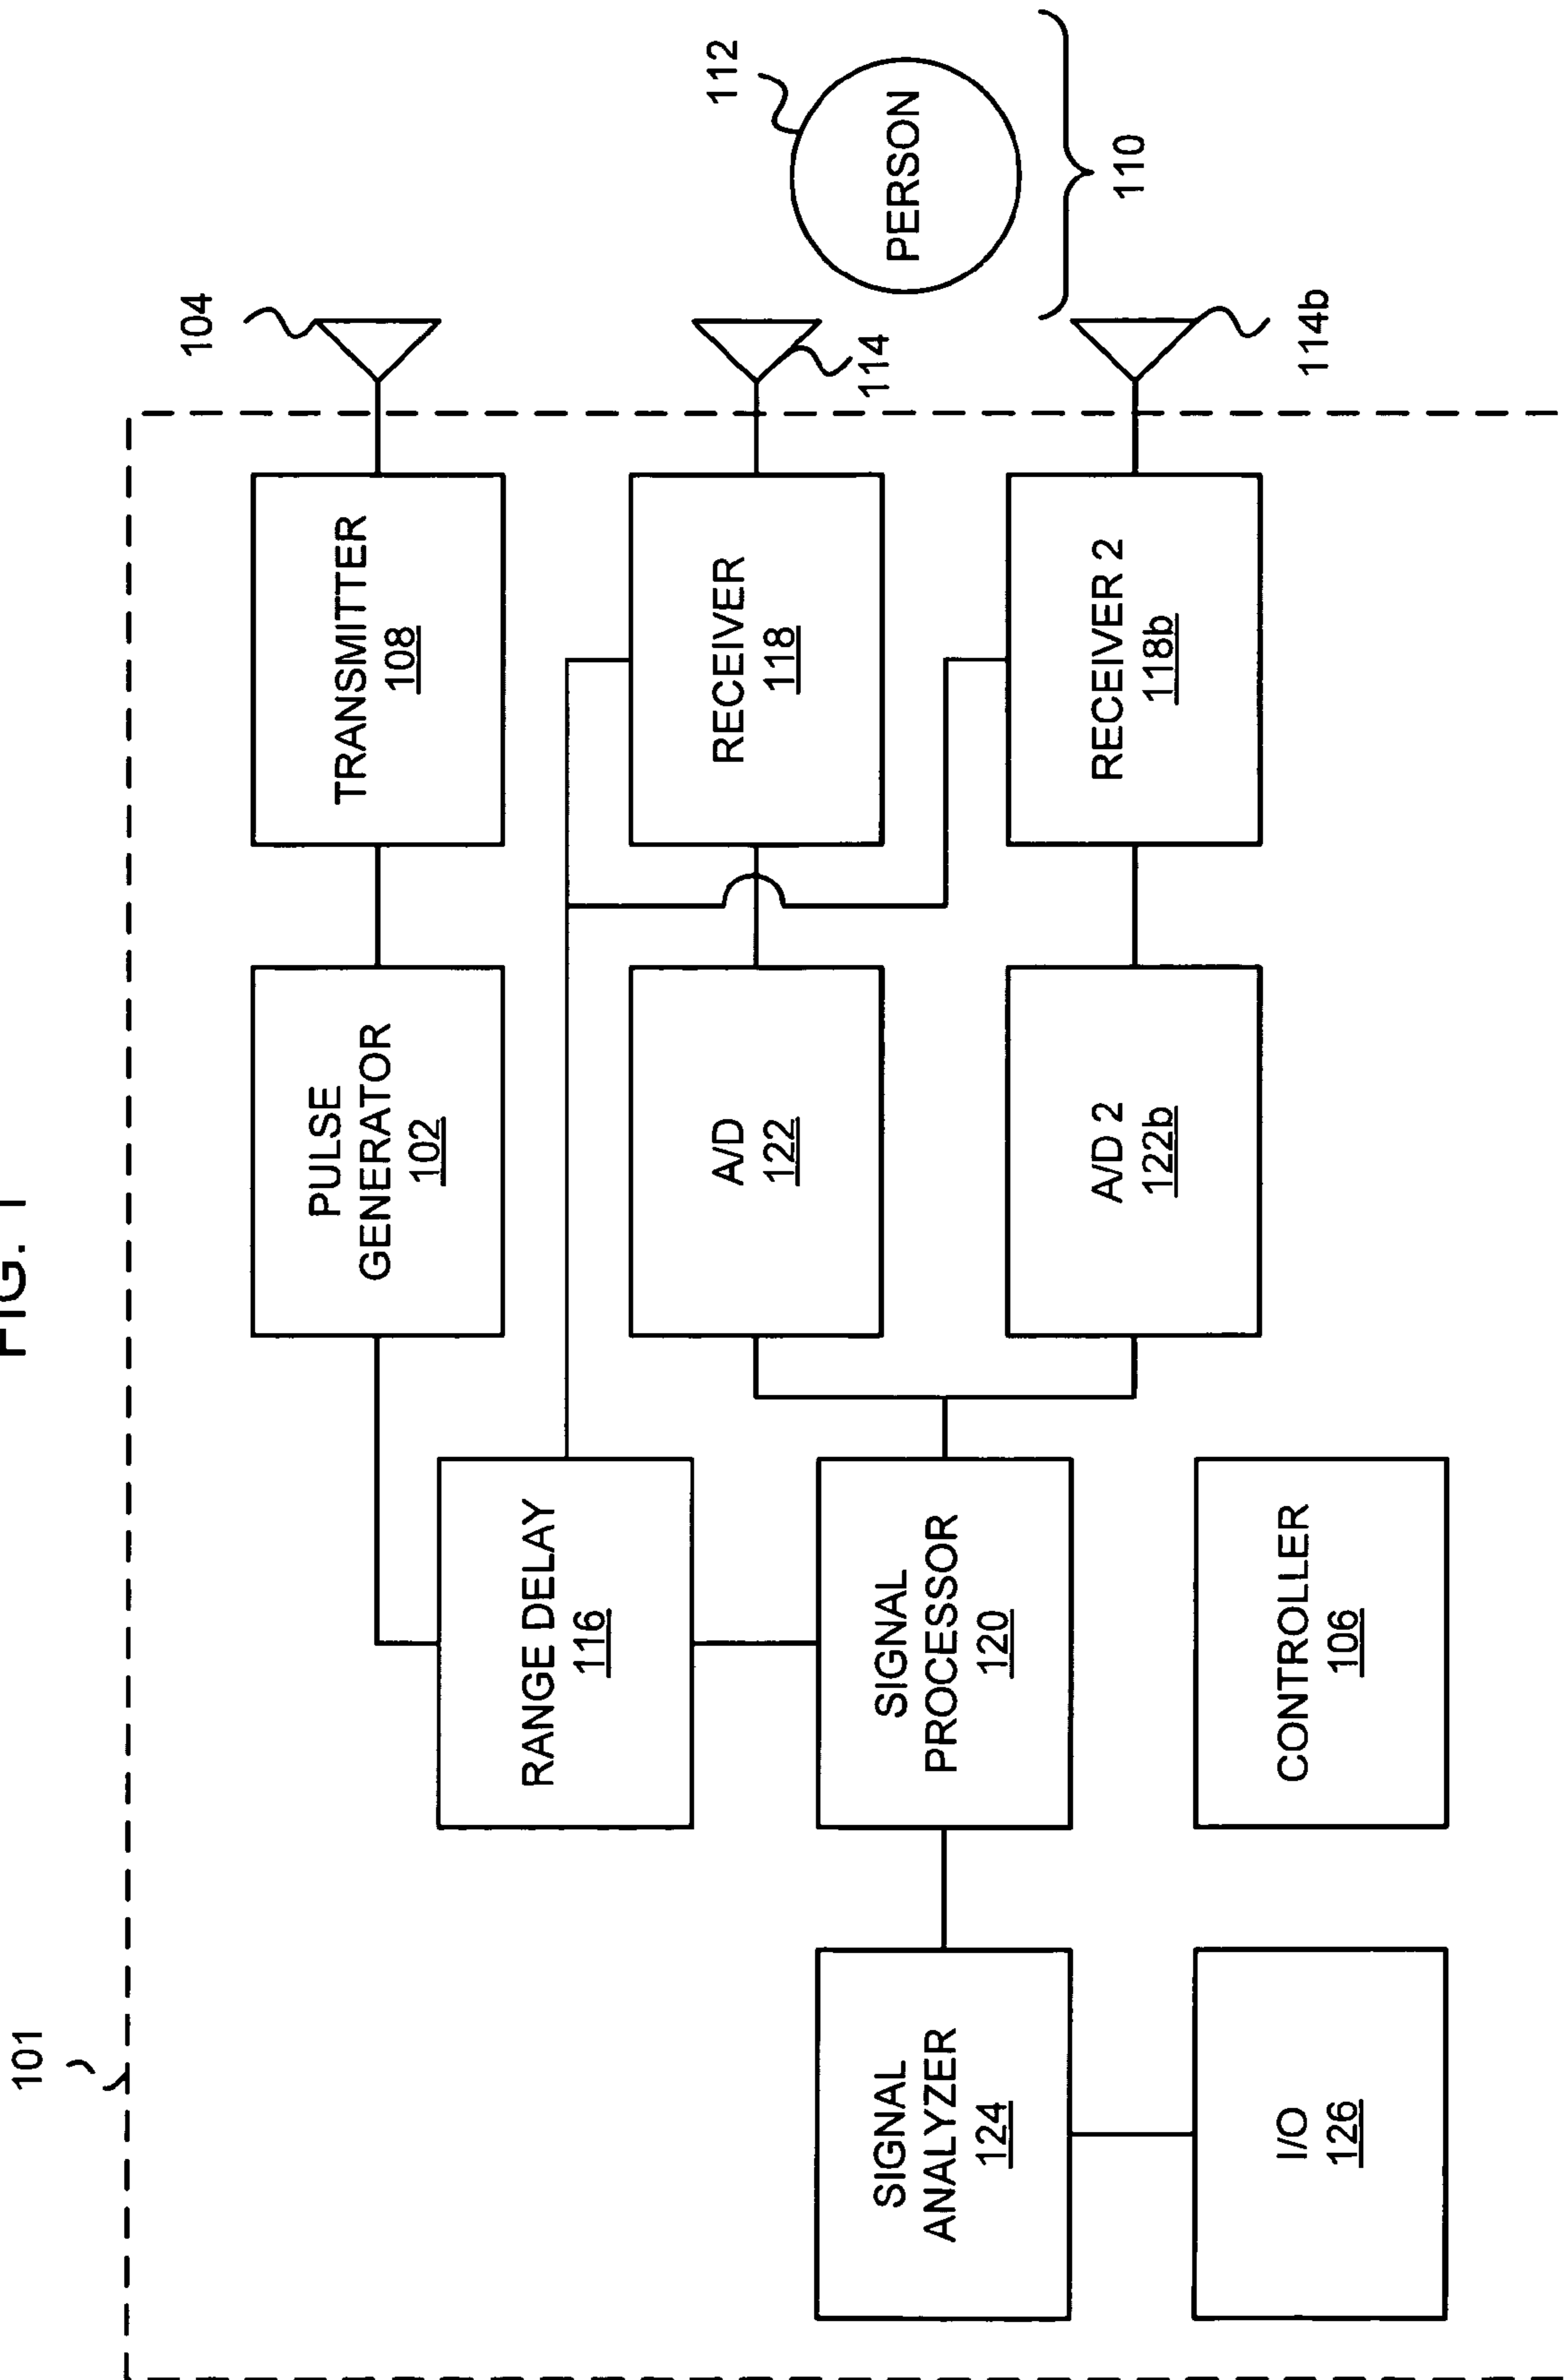 FIG. 1
101
104
PULSE
GENERATOR
102
TRANSMITTER
108
RANGE DELAY
116
112
A/D
122
RECEIVER
118
114
PERSON
SIGNAL
ANALYZER
124
SIGNAL
PROCESSOR
120
A/D 2
122b
RECEIVER 2
118b
110
I/O
126
CONTROLLER
106
114b